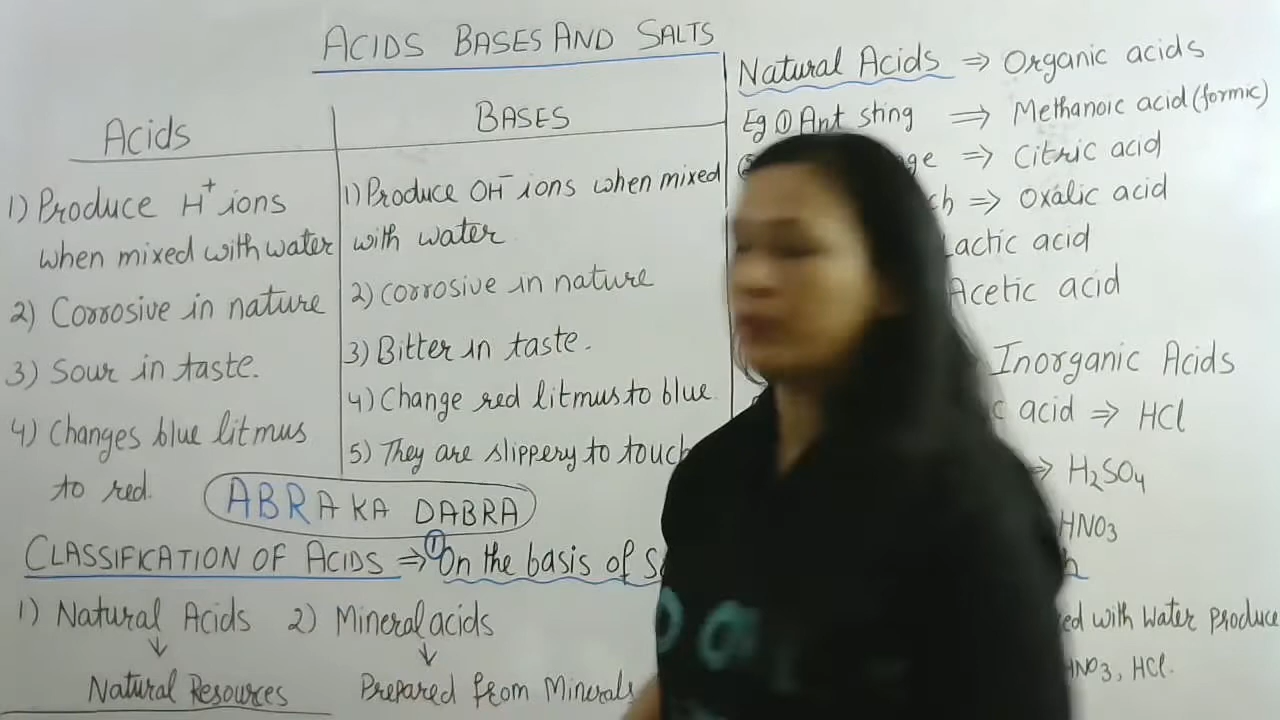 ACIDS BASES AND SALTS
Acids
1) Produce H+ ions
when mixed with water
2) Corrosive in nature
3) Sour in taste.
4) Changes blue litmus
to red.
BASES
1) Produce OH- ions when mixed
with water
2) corrosive in nature
3) Bitter in taste.
4) Change red litmus to blue.
5) They are slippery to touch
ABRAKA DABRA
CLASSIFICATION OF ACIDS ⇒ ① On the basis of
1) Natural Acids 2) Mineral acids
↓ ↓
Natural Resources Prepared from Minerals
Natural Acids ⇒ Organic acids
Eg ① Ant sting ⇒ Methanoic acid (formic)
⇒ Citric acid
⇒ Oxalic acid
Lactic acid
Acetic acid
Inorganic Acids
acid ⇒ HCl
⇒ H2SO4
HNO3
with Water produce
HNO3, HCl.